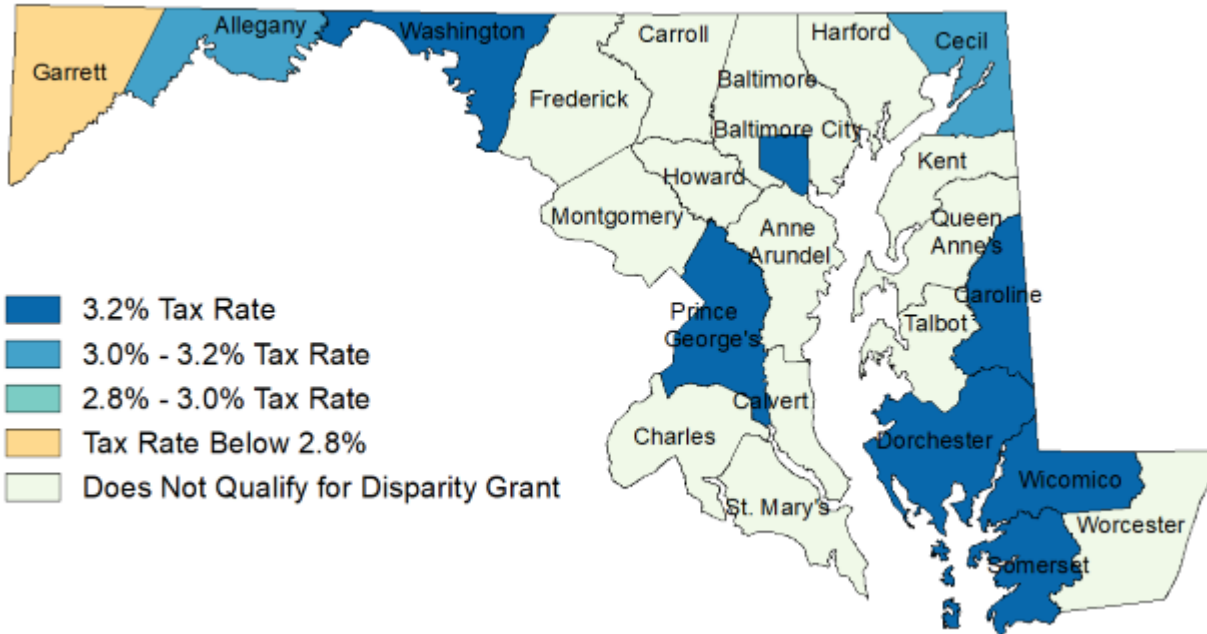 Garrett
Allegany
Washington
Frederick
Carroll
Baltimore
Harford
Cecil
Baltimore City
Howard
Montgomery
Anne
Arundel
Kent
Queen
Anne's
Caroline
Talbot
Prince
George's
Calvert
Charles
St. Mary's
Dorchester
Wicomico
Somerset
Worcester
3.2% Tax Rate
3.0% - 3.2% Tax Rate
2.8% - 3.0% Tax Rate
Tax Rate Below 2.8%
Does Not Qualify for Disparity Grant